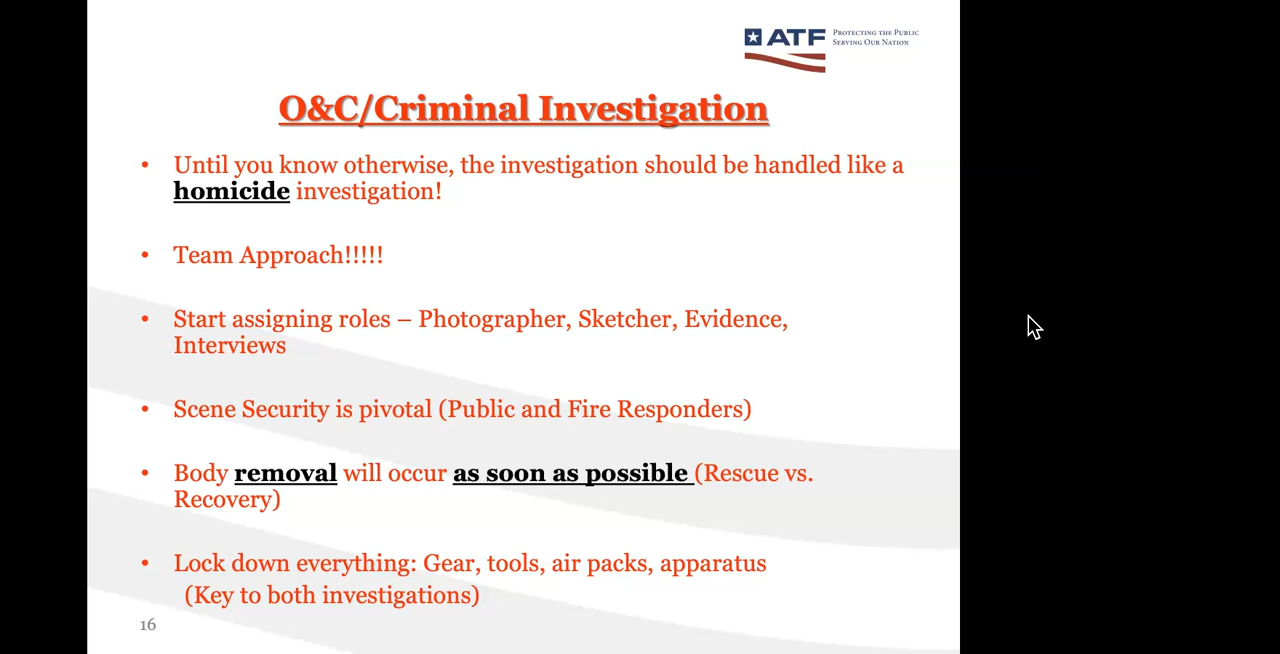 ATF
PROTECTING THE PUBLIC
SERVING OUR NATION
O&C/Criminal Investigation
• Until you know otherwise, the investigation should be handled like a
homicide investigation!
• Team Approach!!!!!
• Start assigning roles – Photographer, Sketcher, Evidence,
Interviews
• Scene Security is pivotal (Public and Fire Responders)
• Body removal will occur as soon as possible (Rescue vs.
Recovery)
• Lock down everything: Gear, tools, air packs, apparatus
(Key to both investigations)
16